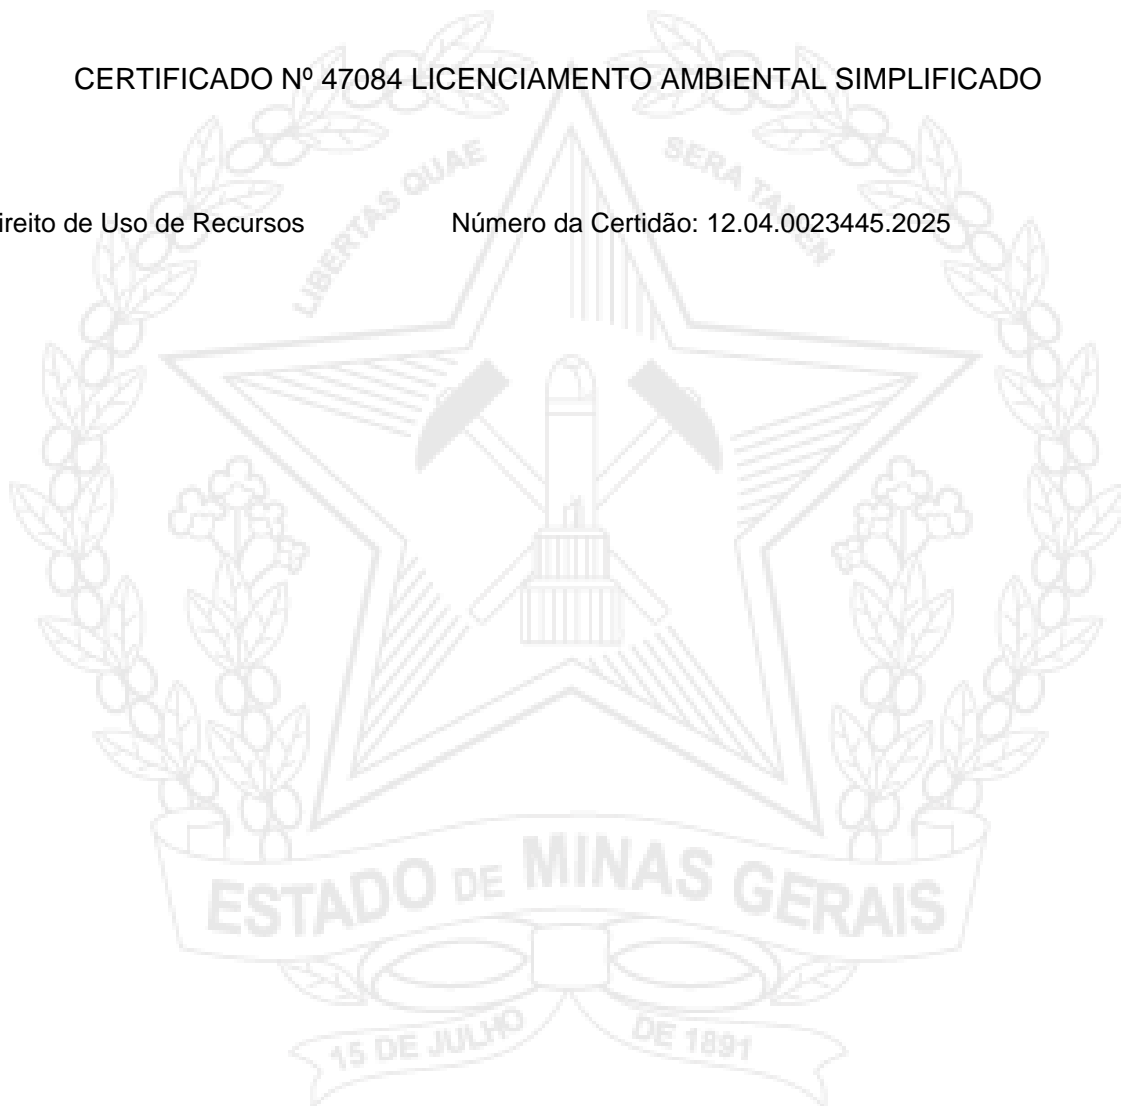 CERTIFICADO Nº 47084 LICENCIAMENTO AMBIENTAL SIMPLIFICADO
LIBERTAS QUAE SERA TAMEN
ireito de Uso de Recursos Número da Certidão: 12.04.0023445.2025
ESTADO DE MINAS GERAIS
15 DE JULHO DE 1891